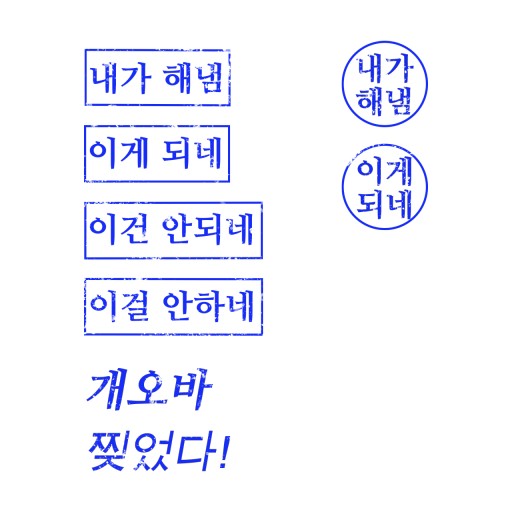 내가 해냄
이게 되네
이건 안되네
이걸 안하네
개오바
찢었다!
내가
해냄
이게
되네